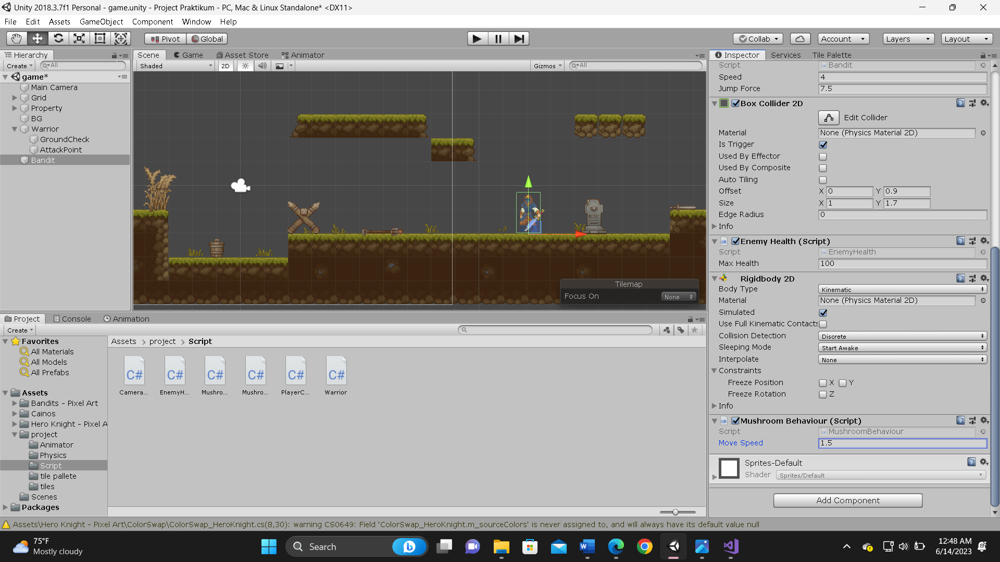 Unity 2018.3.7f1 Personal - game.unity - Project Praktikum - PC, Mac & Linux Standalone* <DX11>
File Edit Assets GameObject Component Window Help
Pivot Global Collab Account Layers Layout
Hierarchy
Create All
game*
Main Camera
Grid
Property
BG
Warrior
GroundCheck
AttackPoint
Bandit
Scene Game Asset Store Animator
Shaded 2D Gizmos All
RIP
Tilemap
Focus On None
Inspector Services Tile Palette
Script Bandit
Speed 4
Jump Force 7.5
Box Collider 2D
Edit Collider
Material None (Physics Material 2D)
Is Trigger
Used By Effector
Used By Composite
Auto Tiling
Offset X 0 Y 0.9
Size X 1 Y 1.7
Edge Radius 0
Info
Enemy Health (Script)
Script EnemyHealth
Max Health 100
Rigidbody 2D
Body Type Kinematic
Material None (Physics Material 2D)
Simulated
Use Full Kinematic Contacts
Collision Detection Discrete
Sleeping Mode Start Awake
Interpolate None
Constraints
Freeze Position X Y
Freeze Rotation Z
Info
Mushroom Behaviour (Script)
Script MushroomBehaviour
Move Speed 1.5
Sprites-Default
Shader Sprites/Default
Add Component
Project Console Animation
Create
Favorites
All Materials
All Models
All Prefabs
Assets
Bandits - Pixel Art
Cainos
Hero Knight - Pixel A
project
Animator
Physics
Script
tile pallete
tiles
Scenes
Packages
Assets > project > Script
C# C# C# C# C# C#
Camera... EnemyH... Mushro... Mushro... PlayerC... Warrior
Assets\Hero Knight - Pixel Art\ColorSwap\ColorSwap_HeroKnight.cs(8,30): warning CS0649: Field 'ColorSwap_HeroKnight.m_sourceColors' is never assigned to, and will always have its default value null
75°F
Mostly cloudy
Search
12:48 AM
6/14/2023